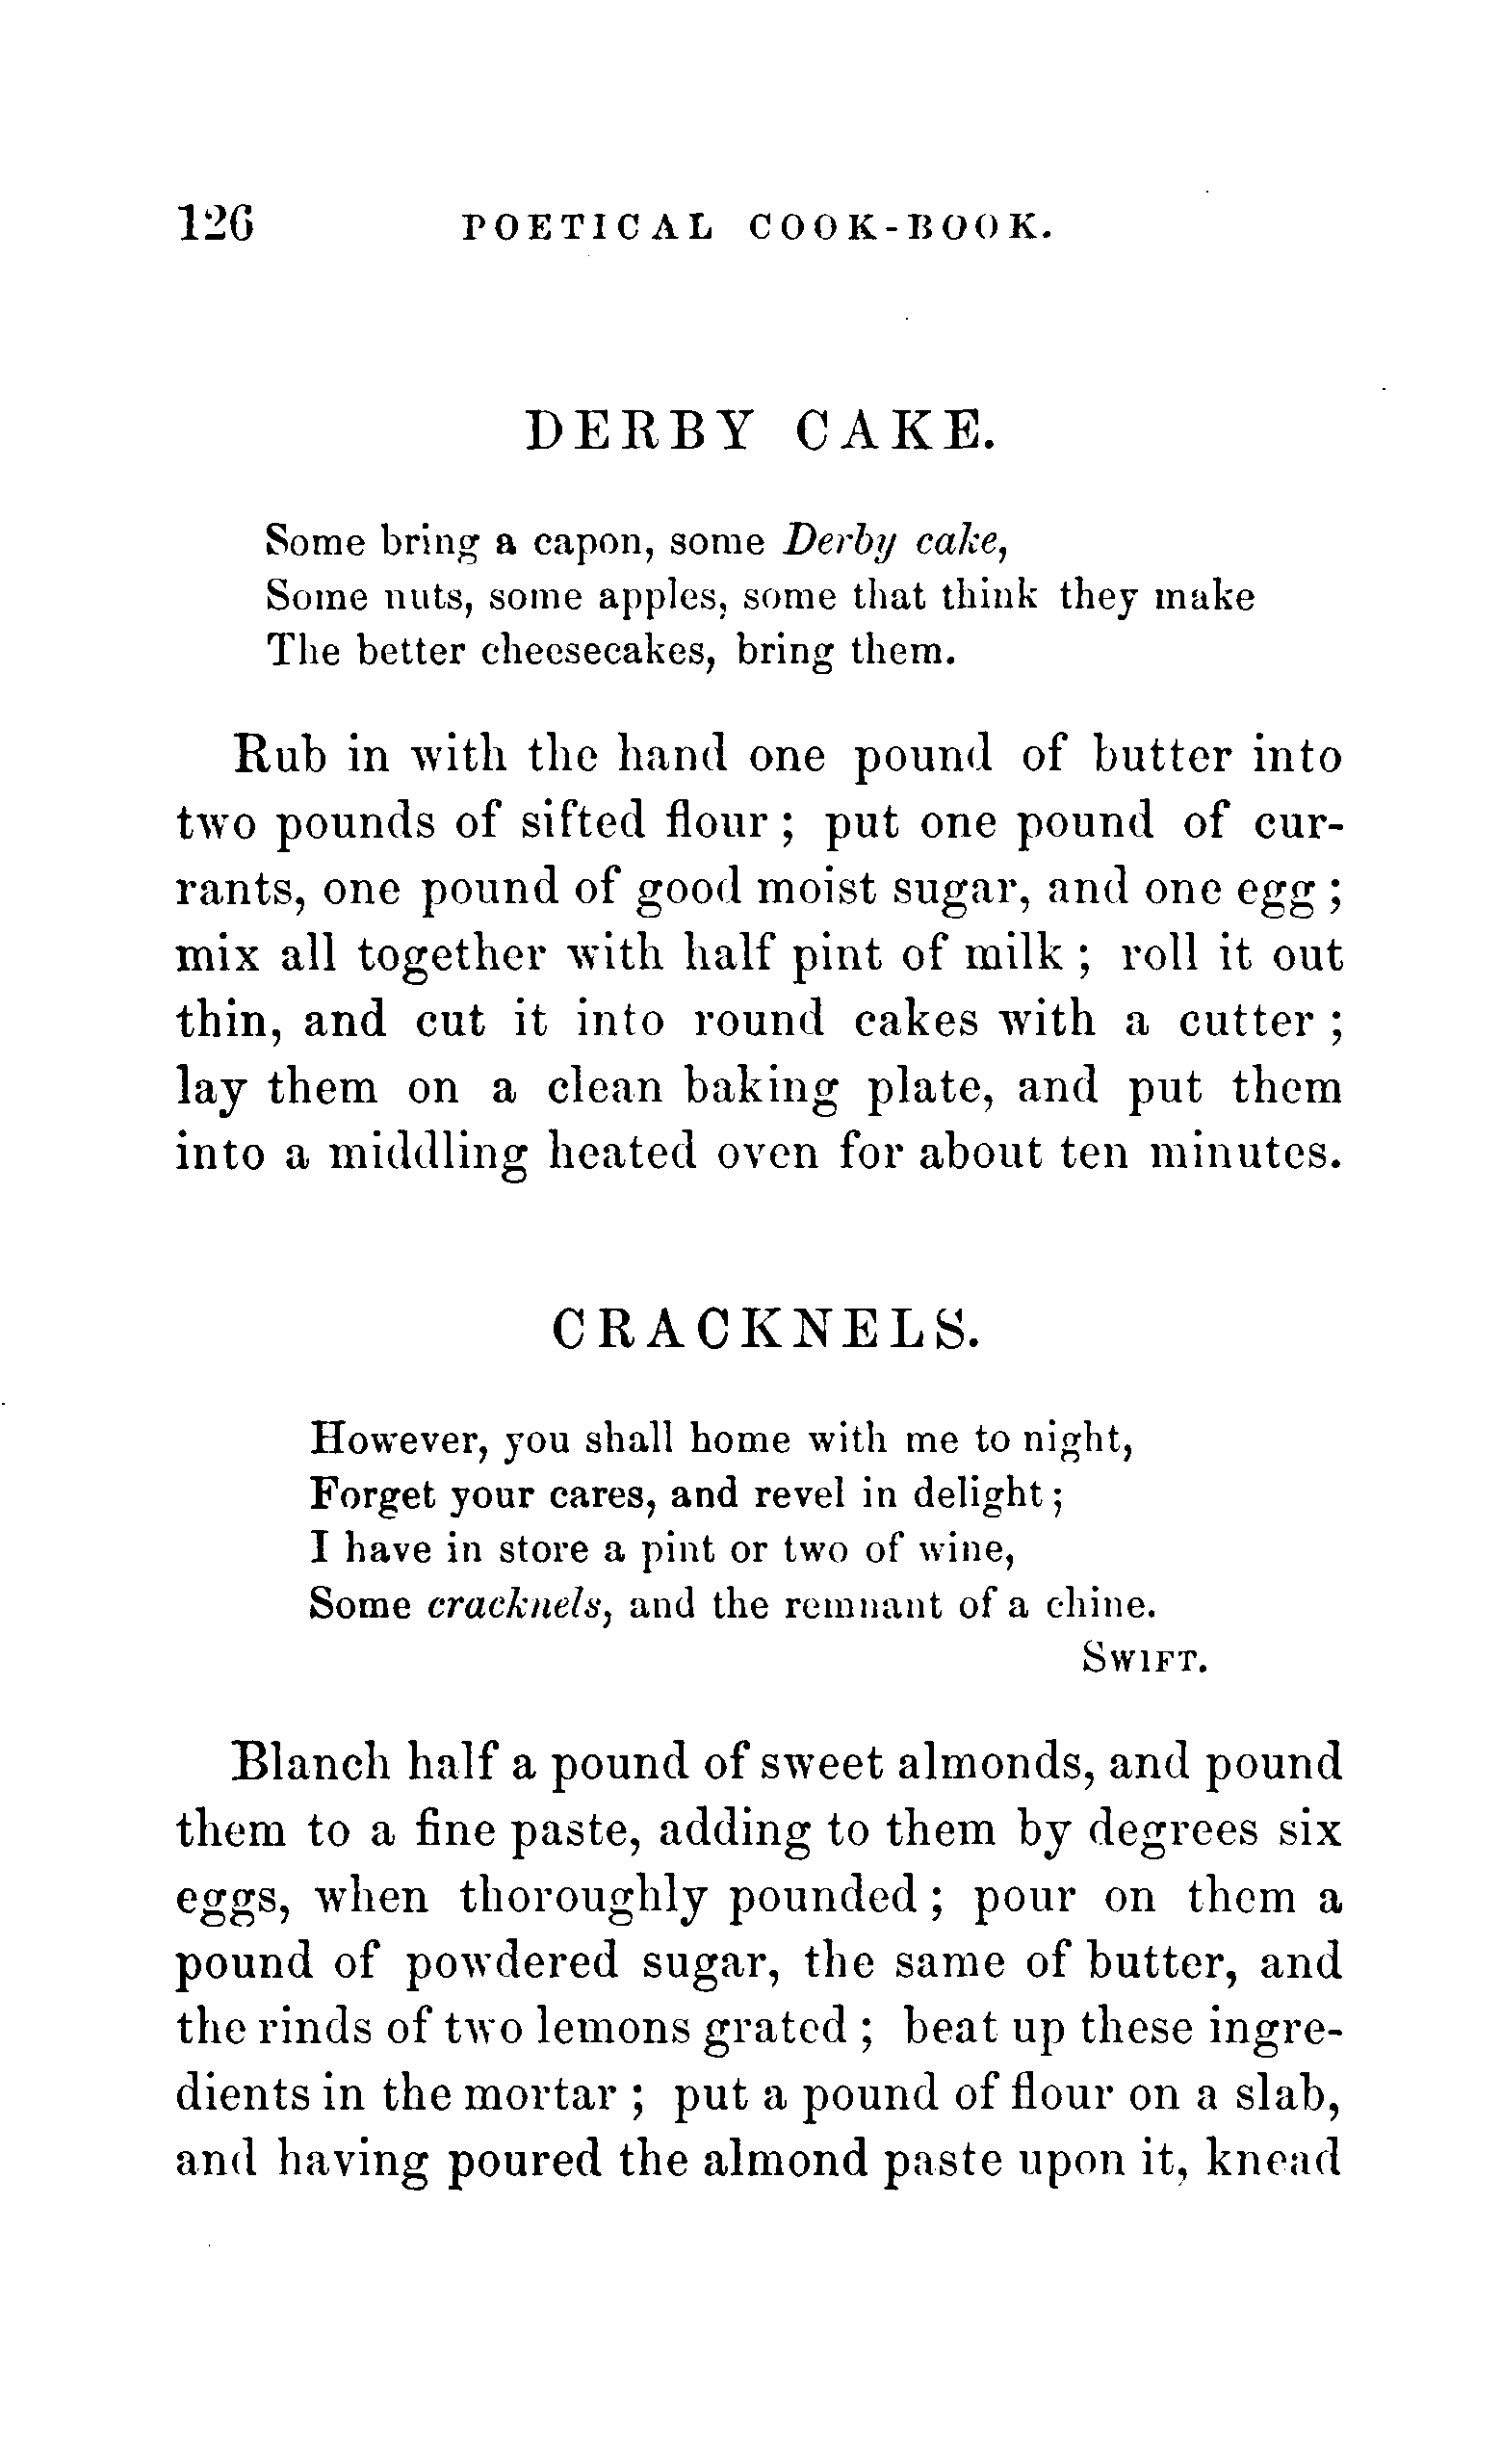 126 POETICAL COOK-BOOK.
DERBY CAKE.
Some bring a capon, some Derby cake,
Some nuts, some apples, some that think they make
The better cheesecakes, bring them.
Rub in with the hand one pound of butter into
two pounds of sifted flour; put one pound of cur-
rants, one pound of good moist sugar, and one egg;
mix all together with half pint of milk; roll it out
thin, and cut it into round cakes with a cutter;
lay them on a clean baking plate, and put them
into a middling heated oven for about ten minutes.
CRACKNELS.
However, you shall home with me to night,
Forget your cares, and revel in delight;
I have in store a pint or two of wine,
Some cracknels, and the remnant of a chine.
SWIFT.
Blanch half a pound of sweet almonds, and pound
them to a fine paste, adding to them by degrees six
eggs, when thoroughly pounded; pour on them a
pound of powdered sugar, the same of butter, and
the rinds of two lemons grated; beat up these ingre-
dients in the mortar; put a pound of flour on a slab,
and having poured the almond paste upon it, knead